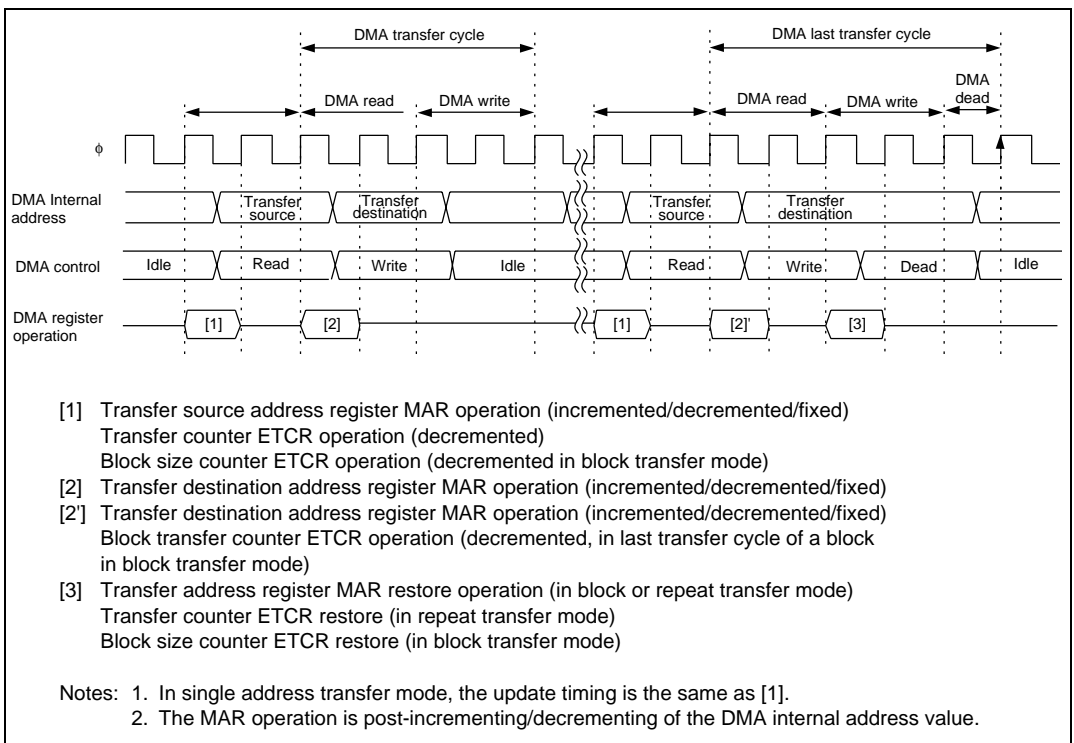 DMA transfer cycle
DMA last transfer cycle
DMA read
DMA write
DMA read
DMA write
DMA
dead
ϕ
DMA Internal
address
Transfer
source
Transfer
destination
Transfer
source
Transfer
destination
DMA control
Idle
Read
Write
Idle
Read
Write
Dead
Idle
DMA register
operation
[1]
[2]
[1]
[2]'
[3]
[1] Transfer source address register MAR operation (incremented/decremented/fixed)
Transfer counter ETCR operation (decremented)
Block size counter ETCR operation (decremented in block transfer mode)
[2] Transfer destination address register MAR operation (incremented/decremented/fixed)
[2'] Transfer destination address register MAR operation (incremented/decremented/fixed)
Block transfer counter ETCR operation (decremented, in last transfer cycle of a block
in block transfer mode)
[3] Transfer address register MAR restore operation (in block or repeat transfer mode)
Transfer counter ETCR restore (in repeat transfer mode)
Block size counter ETCR restore (in block transfer mode)
Notes: 1. In single address transfer mode, the update timing is the same as [1].
2. The MAR operation is post-incrementing/decrementing of the DMA internal address value.